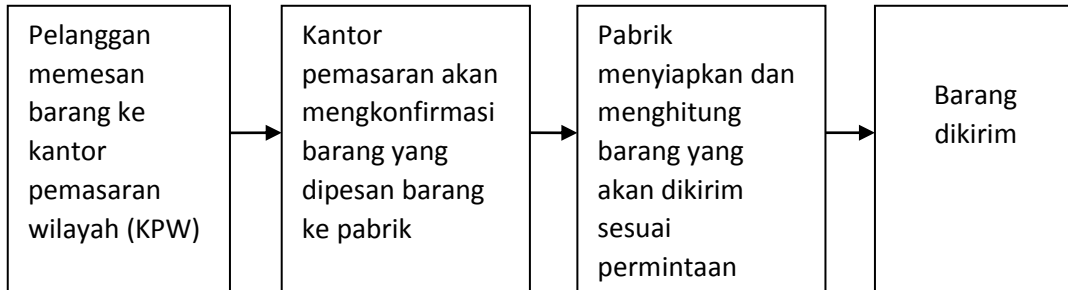 Pelanggan
memesan
barang ke
kantor
pemasaran
wilayah (KPW)
Kantor
pemasaran akan
mengkonfirmasi
barang yang
dipesan barang
ke pabrik
Pabrik
menyiapkan dan
menghitung
barang yang
akan dikirim
sesuai
permintaan
Barang
dikirim